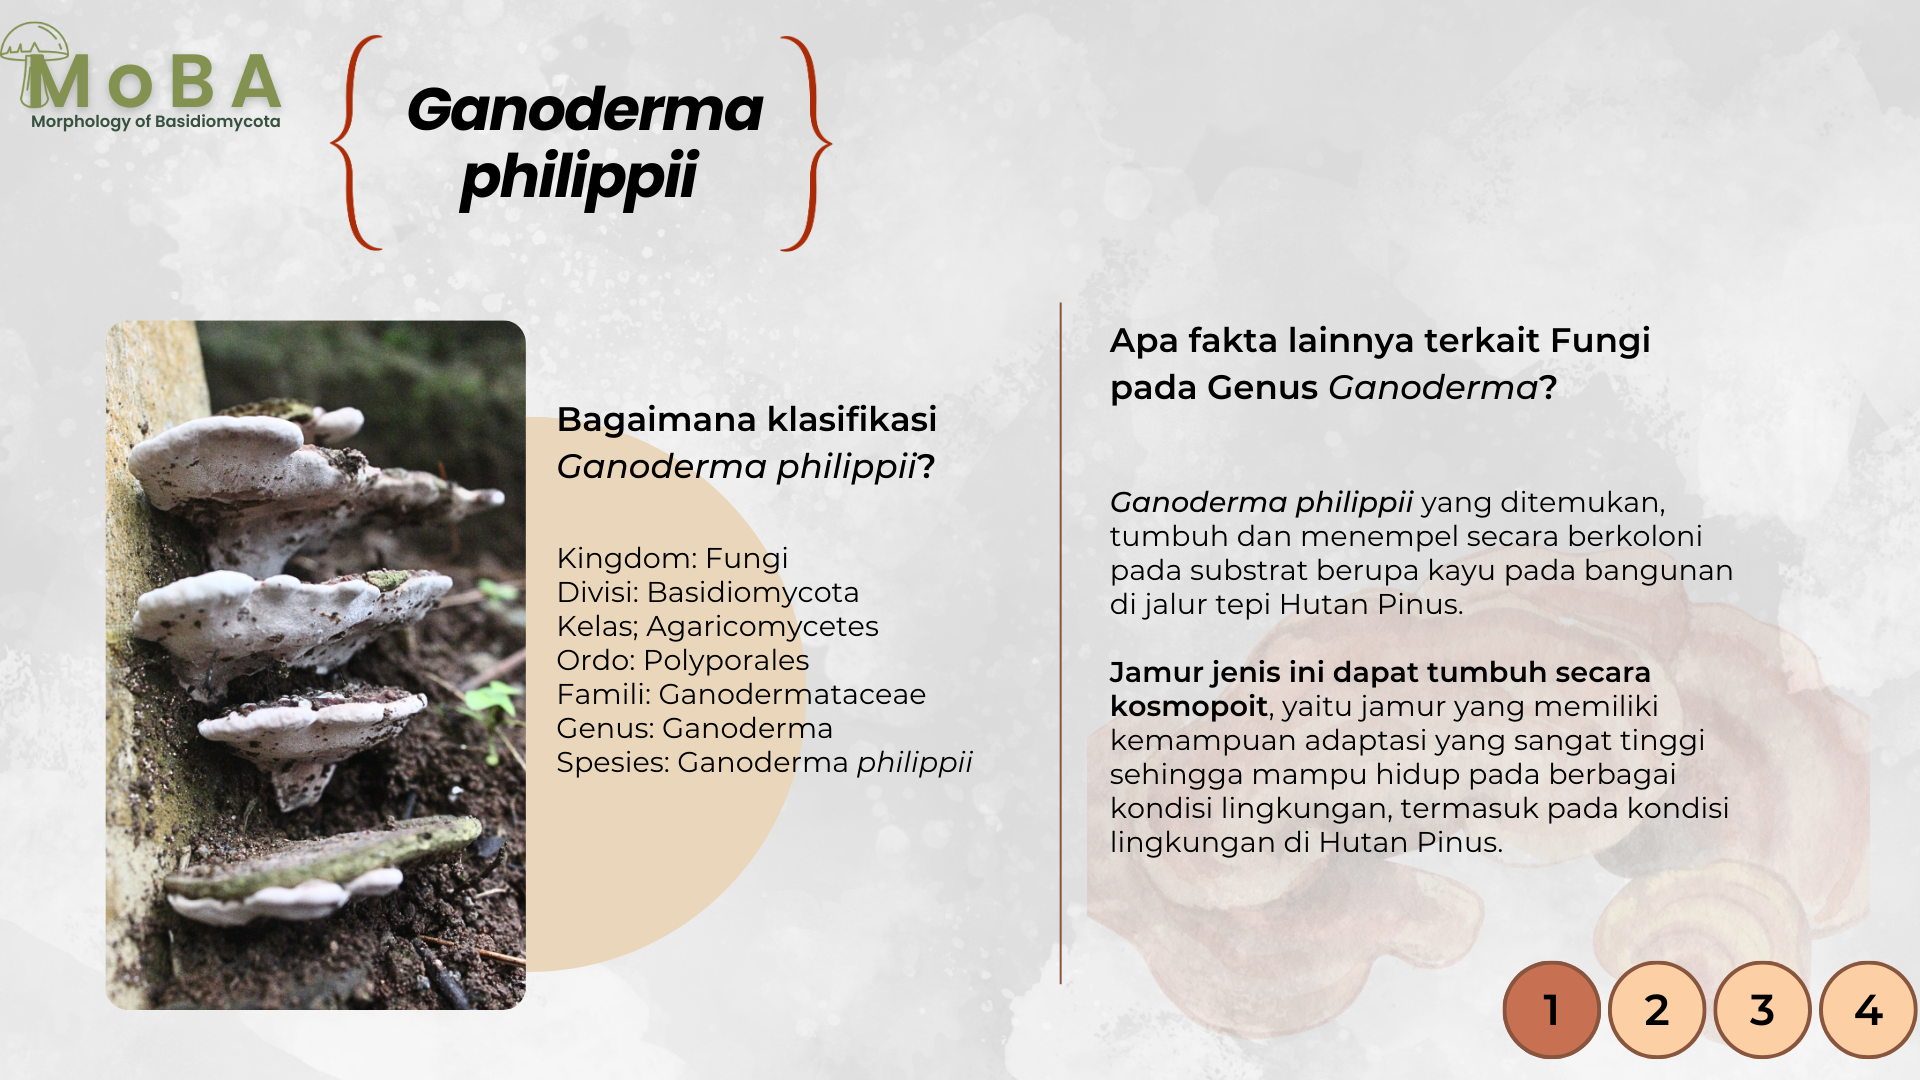 MoBA
Morphology of Basidiomycota
Ganoderma
philippii
Bagaimana klasifikasi
Ganoderma philippii?
Kingdom: Fungi
Divisi: Basidiomycota
Kelas; Agaricomycetes
Ordo: Polyporales
Famili: Ganodermataceae
Genus: Ganoderma
Spesies: Ganoderma philippii
Apa fakta lainnya terkait Fungi
pada Genus Ganoderma?
Ganoderma philippii yang ditemukan,
tumbuh dan menempel secara berkoloni
pada substrat berupa kayu pada bangunan
di jalur tepi Hutan Pinus.
Jamur jenis ini dapat tumbuh secara
kosmopoit, yaitu jamur yang memiliki
kemampuan adaptasi yang sangat tinggi
sehingga mampu hidup pada berbagai
kondisi lingkungan, termasuk pada kondisi
lingkungan di Hutan Pinus.
1 2 3 4